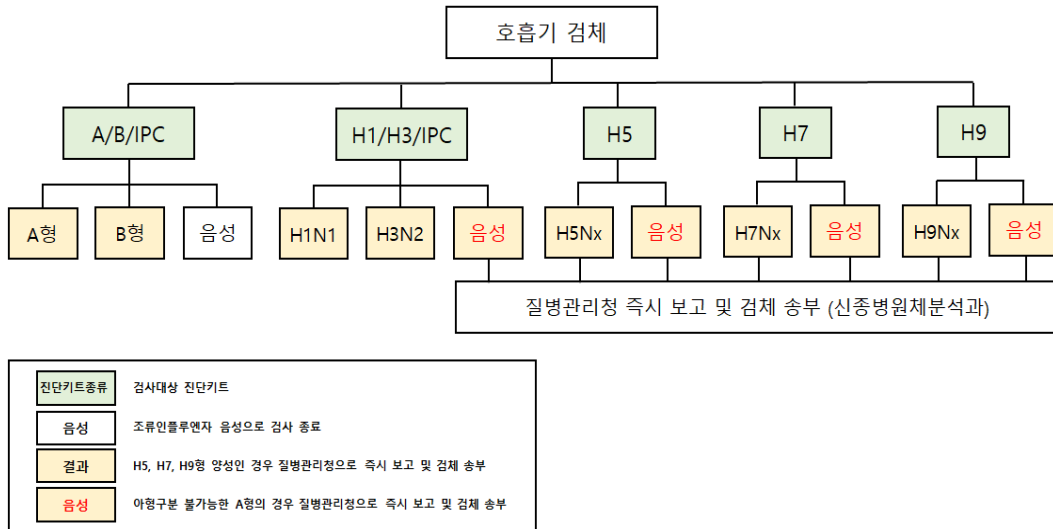 호흡기 검체
A/B/IPC
H1/H3/IPC
H5
H7
H9
A형
B형
음성
H1N1
H3N2
음성
H5Nx
음성
H7Nx
음성
H9Nx
음성
질병관리청 즉시 보고 및 검체 송부 (신종병원체분석과)
진단키트종류 검사대상 진단키트
음성 조류인플루엔자 음성으로 검사 종료
결과 H5, H7, H9형 양성인 경우 질병관리청으로 즉시 보고 및 검체 송부
음성 아형구분 불가능한 A형의 경우 질병관리청으로 즉시 보고 및 검체 송부